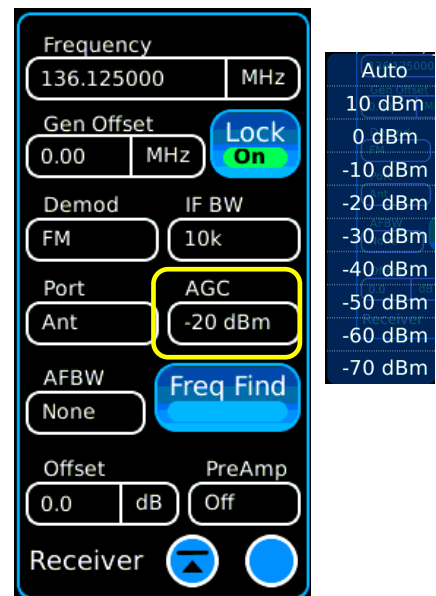 Frequency
136.125000 MHz
Gen Offset
0.00 MHz
Lock
On
Demod IF BW
FM 10k
Port AGC
Ant -20 dBm
AFBW
None
Freq Find
Offset PreAmp
0.0 dB Off
Receiver
Auto
10 dBm
0 dBm
-10 dBm
-20 dBm
-30 dBm
-40 dBm
-50 dBm
-60 dBm
-70 dBm